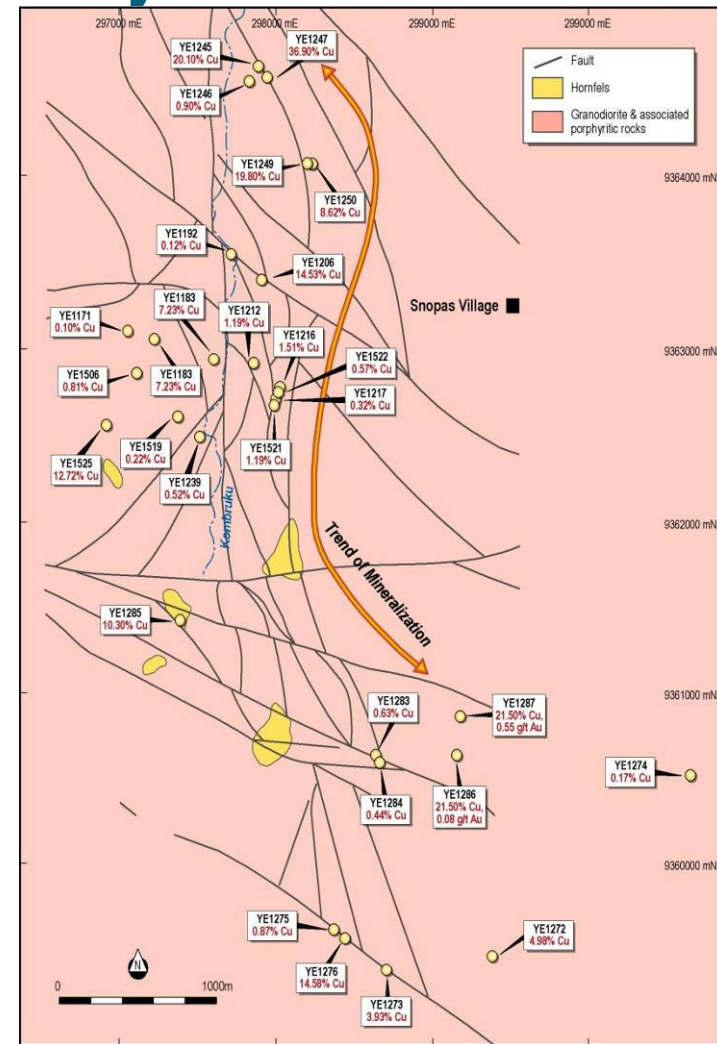 297000 mE
298000 mE
299000 mE
299000 mE
YE1245
20.10% Cu
YE1247
36.90% Cu
YE1246
0.90% Cu
Fault
Hornfels
Granodiorite & associated
porphyritic rocks
YE1249
19.80% Cu
YE1250
8.62% Cu
9364000 mN
YE1192
0.12% Cu
YE1206
14.53% Cu
Snopas Village
YE1183
7.23% Cu
YE1212
1.19% Cu
YE1171
0.10% Cu
YE1216
1.51% Cu
YE1522
0.57% Cu
9363000 mN
YE1506
0.81% Cu
YE1183
7.23% Cu
YE1217
0.32% Cu
YE1525
12.72% Cu
YE1519
0.22% Cu
YE1239
0.52% Cu
YE1521
1.19% Cu
Kombruku
9362000 mN
Trend of Mineralization
YE1285
10.30% Cu
9361000 mN
YE1283
0.63% Cu
YE1287
21.50% Cu,
0.55 g/t Au
YE1274
0.17% Cu
YE1284
0.44% Cu
YE1286
21.50% Cu,
0.08 g/t Au
9360000 mN
YE1275
0.87% Cu
YE1272
4.98% Cu
YE1276
14.58% Cu
YE1273
3.93% Cu
N
0
1000m